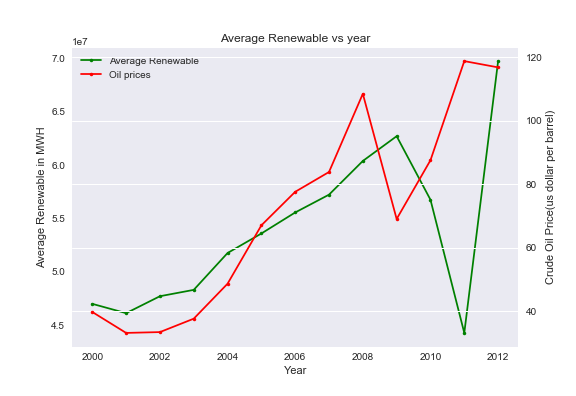 Average Renewable vs year
1e7
Average Renewable
Oil prices
7.0
6.5
6.0
5.5
5.0
4.5
Average Renewable in MWH
120
100
80
60
40
Crude Oil Price(us dollar per barrel)
2000 2002 2004 2006 2008 2010 2012
Year